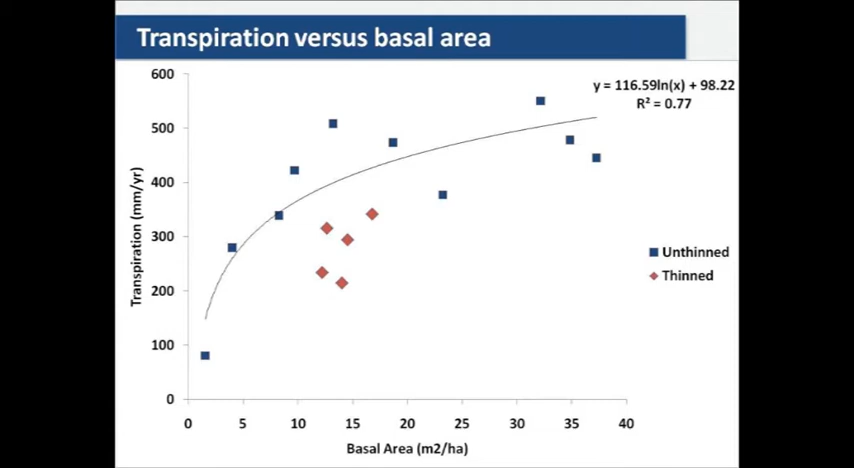 Transpiration versus basal area
y = 116.59ln(x) + 98.22
R² = 0.77
600
500
400
300
200
100
0
Transpiration (mm/yr)
Unthinned
Thinned
0 5 10 15 20 25 30 35 40
Basal Area (m2/ha)